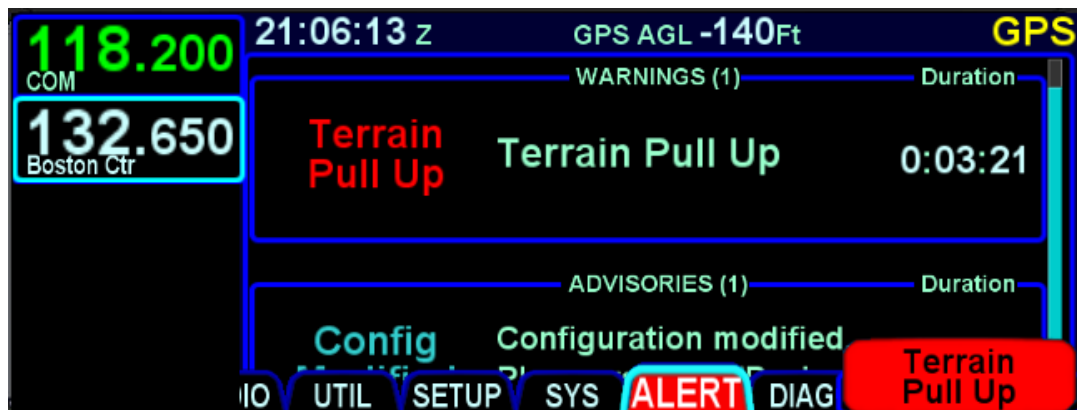 118.200
COM
132.650
Boston Ctr
21:06:13 Z GPS AGL -140Ft GPS
WARNINGS (1) Duration
Terrain
Pull Up
Terrain Pull Up
0:03:21
ADVISORIES (1) Duration
Config
Configuration modified
Terrain
Pull Up
UTIL SETUP SYS ALERT DIAG